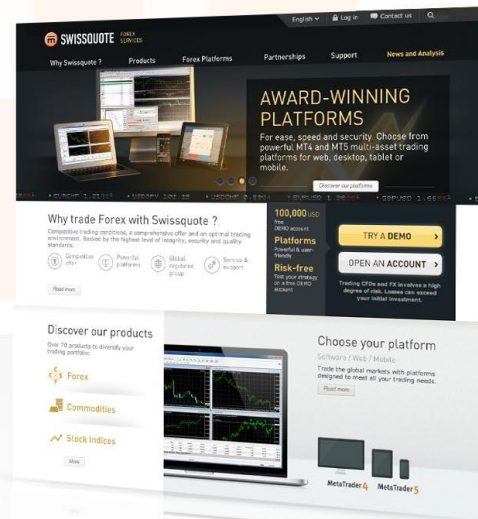 English
Log in
Contact us
SWISSQUOTE FOREX SERVICES
Why Swissquote ?
Products
Forex Platforms
Partnerships
Support
News and Analysis
AWARD-WINNING
PLATFORMS
For ease, speed and security. Choose from
powerful MT4 and MT5 multi-asset trading
platforms for web, desktop, tablet or
mobile.
Discover our platforms
Why trade Forex with Swissquote ?
Competitive trading conditions, a comprehensive offer and an optimal trading
environment. Backed by the highest level of integrity, security and quality
standards.
Competitive
offer
Powerful
platforms
Global
regulated
group
Service &
support
Read more
100,000 USD
free
DEMO account
Platforms
Powerful & user-
friendly
Risk-free
Test your strategy
on a free DEMO
account
TRY A DEMO
OPEN AN ACCOUNT
Trading CFDs and FX involves a high
degree of risk. Losses can exceed
your initial investment.
Discover our products
Over 70 products to diversify your
trading portfolio:
Forex
Commodities
Stock Indices
More
Choose your platform
Software / Web / Mobile
Trade the global markets with platforms
designed to meet all your trading needs.
Read more
MetaTrader 4
MetaTrader 5